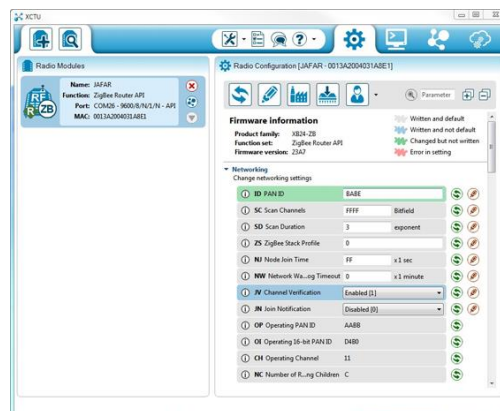 XCTU
Radio Modules
Name: JAFAR
Function: ZigBee Router API
Port: COM26 - 9600/8/N/1/N - API
MAC: 0013A2004031A8E1
Radio Configuration [JAFAR - 0013A2004031A8E1]
Parameter
Firmware information
Product family: XB24-ZB
Function set: ZigBee Router API
Firmware version: 23A7
Written and default
Written and not default
Changed but not written
Error in setting
Networking
Change networking settings
ID PAN ID BABE
SC Scan Channels FFFF Bitfield
SD Scan Duration 3 exponent
ZS ZigBee Stack Profile 0
NJ Node Join Time FF x 1 sec
NW Network Wa...og Timeout 0 x 1 minute
JV Channel Verification Enabled [1]
JN Join Notification Disabled [0]
OP Operating PAN ID AABB
OI Operating 16-bit PAN ID D4B0
CH Operating Channel 11
NC Number of R...ng Children C